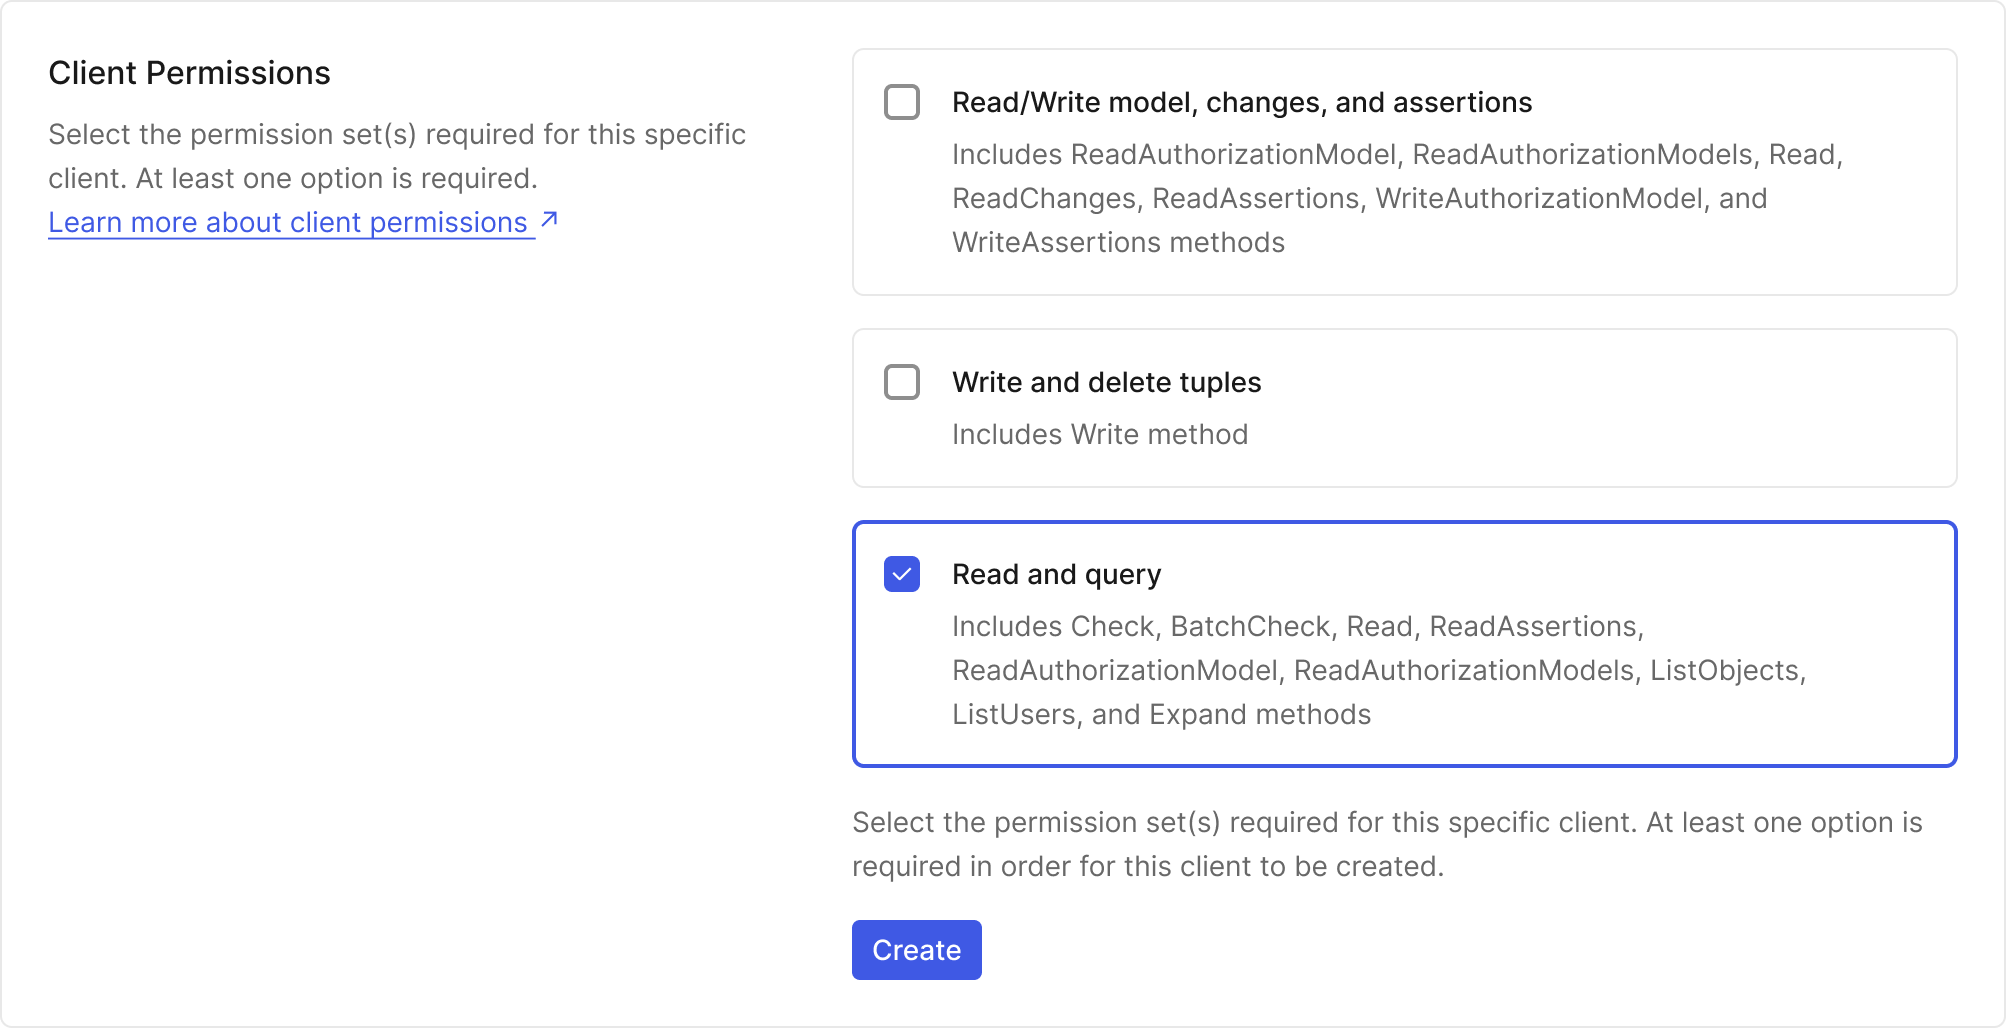 Client Permissions
Select the permission set(s) required for this specific
client. At least one option is required.
Learn more about client permissions
Read/Write model, changes, and assertions
Includes ReadAuthorizationModel, ReadAuthorizationModels, Read,
ReadChanges, ReadAssertions, WriteAuthorizationModel, and
WriteAssertions methods
Write and delete tuples
Includes Write method
Read and query
Includes Check, BatchCheck, Read, ReadAssertions,
ReadAuthorizationModel, ReadAuthorizationModels, ListObjects,
ListUsers, and Expand methods
Select the permission set(s) required for this specific client. At least one option is
required in order for this client to be created.
Create